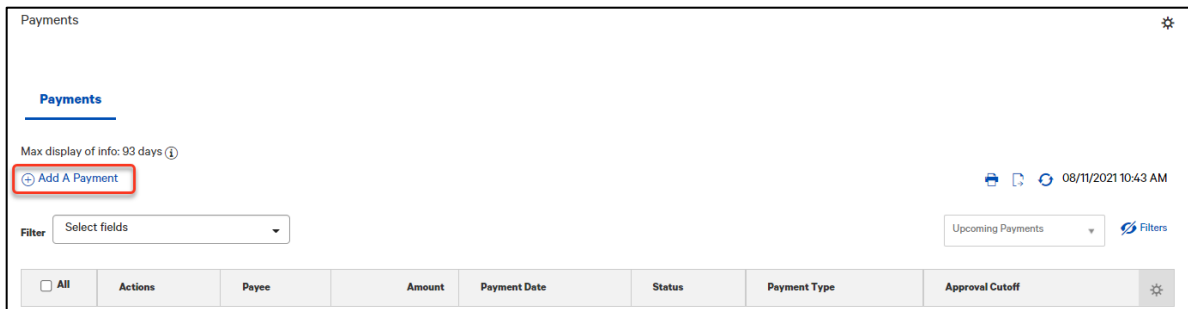 Payments
Payments
Max display of info: 93 days
Add A Payment
08/11/2021 10:43 AM
Filter Select fields
Upcoming Payments
Filters
All Actions Payee Amount Payment Date Status Payment Type Approval Cutoff